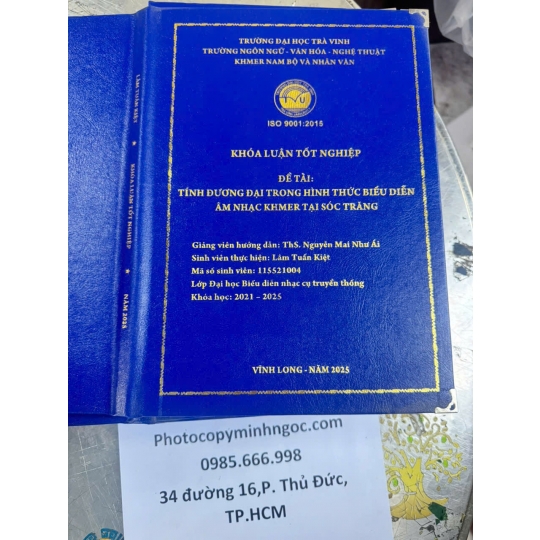 TRƯỜNG ĐẠI HỌC TRÀ VINH
TRƯỜNG NGÔN NGỮ - VĂN HÓA - NGHỆ THUẬT
KHMER NAM BỘ VÀ NHÂN VĂN
TVU
ISO 9001:2015
KHÓA LUẬN TỐT NGHIỆP
ĐỀ TÀI:
TÍNH ĐƯƠNG ĐẠI TRONG HÌNH THỨC BIỂU DIỄN
ÂM NHẠC KHMER TẠI SÓC TRĂNG
Giảng viên hướng dẫn: ThS. Nguyễn Mai Như Ái
Sinh viên thực hiện: Lâm Tuấn Kiệt
Mã số sinh viên: 115521004
Lớp Đại học Biểu diễn nhạc cụ truyền thống
Khóa học: 2021 – 2025
VĨNH LONG - NĂM 2025
LÂM TUẤN KIỆT ★ KHÓA LUẬN TỐT NGHIỆP ★ NĂM 2025
Photocopyminhngoc.com
0985.666.998
34 đường 16,P. Thủ Đức,
TP.HCM